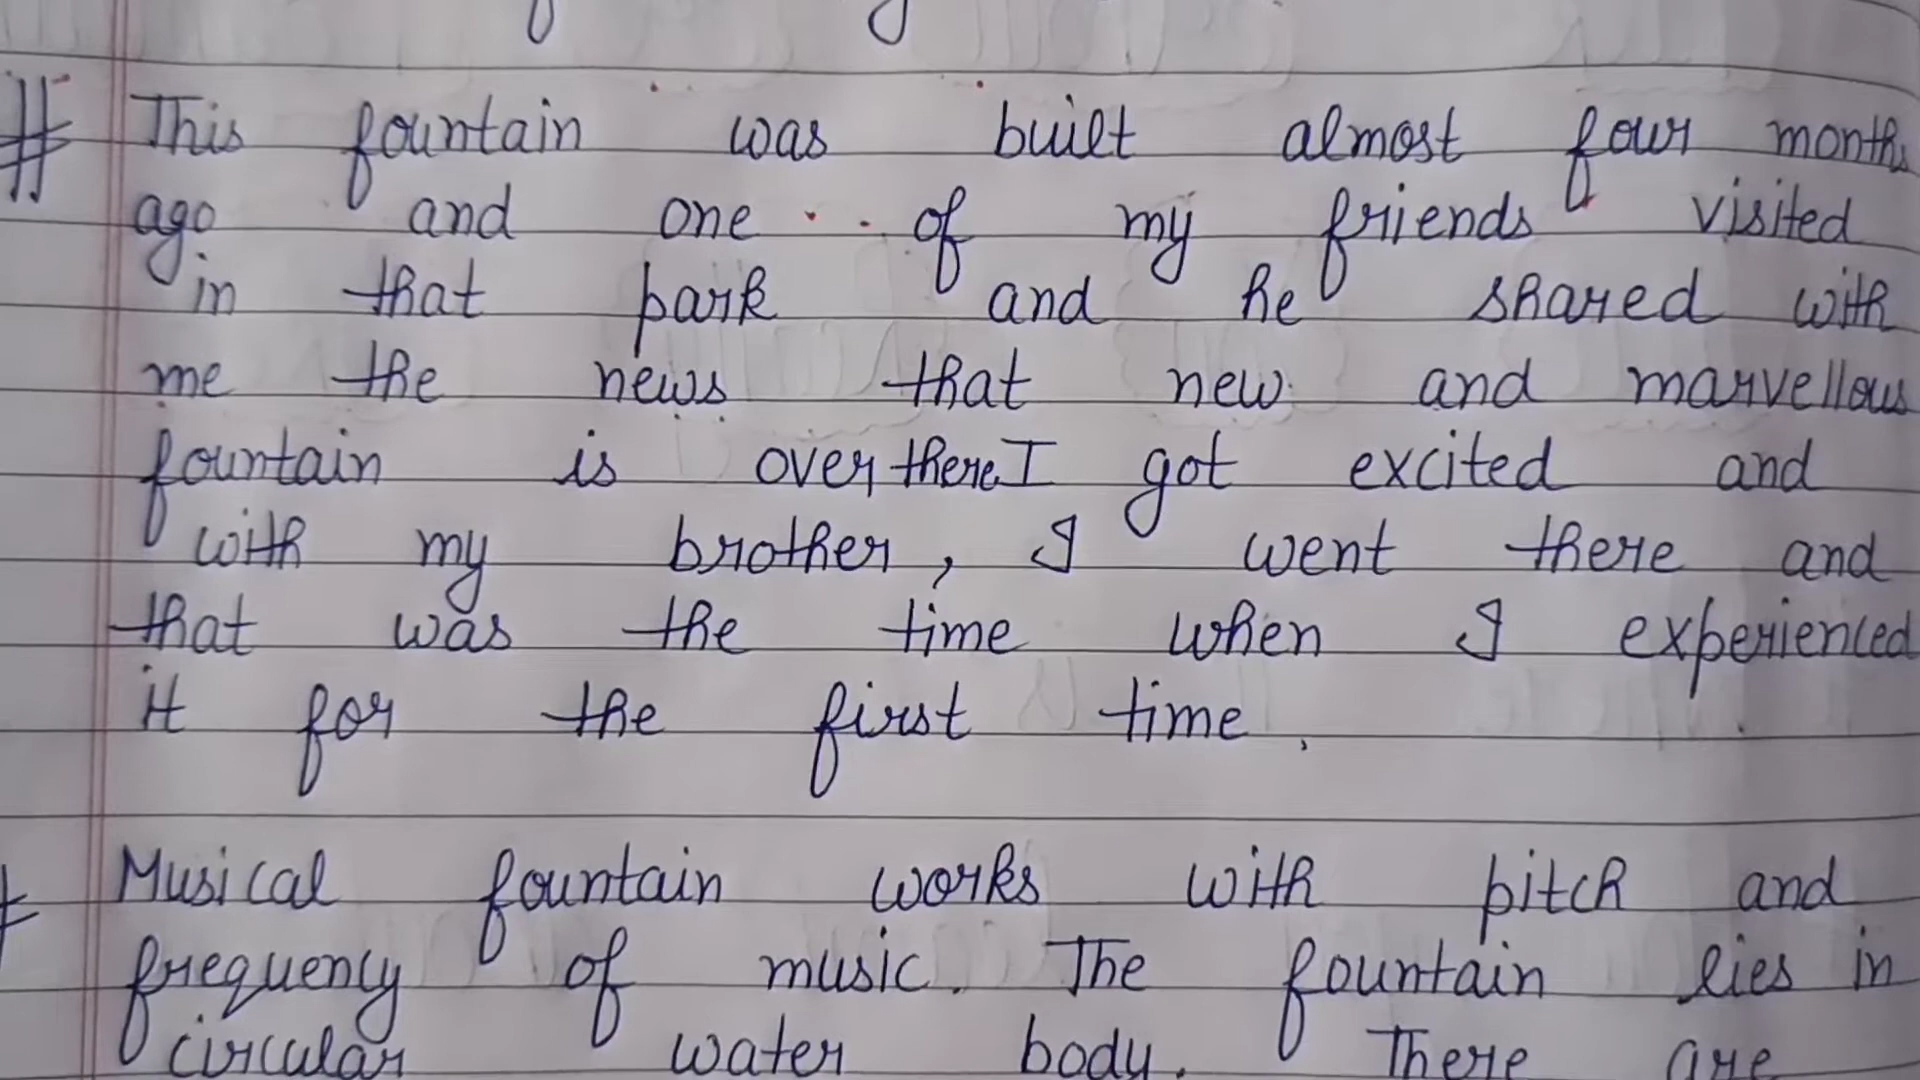 # This fountain was built almost four months
ago and one of my friends visited
in that park and he shared with
me the news that new and marvellous
fountain is over there. I got excited and
with my brother, I went there and
that was the time when I experienced
it for the first time.
Musical fountain works with pitch and
frequency of music. The fountain lies in
circular water body. There are